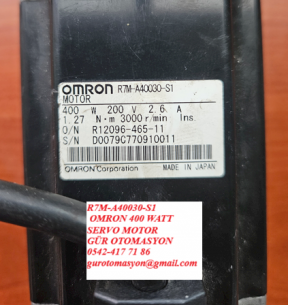 OMRON R7M-A40030-S1
MOTOR
400 W 200 V 2.6 A
1.27 N·m 3000 r/min Ins.
O/N R12096-465-11
S/N D0079G770910011
MADE IN JAPAN
OMRON Corporation
R7M-A40030-S1
OMRON 400 WATT
SERVO MOTOR
GÜR OTOMASYON
0542-417 71 86
gurotomasyon@gmail.com